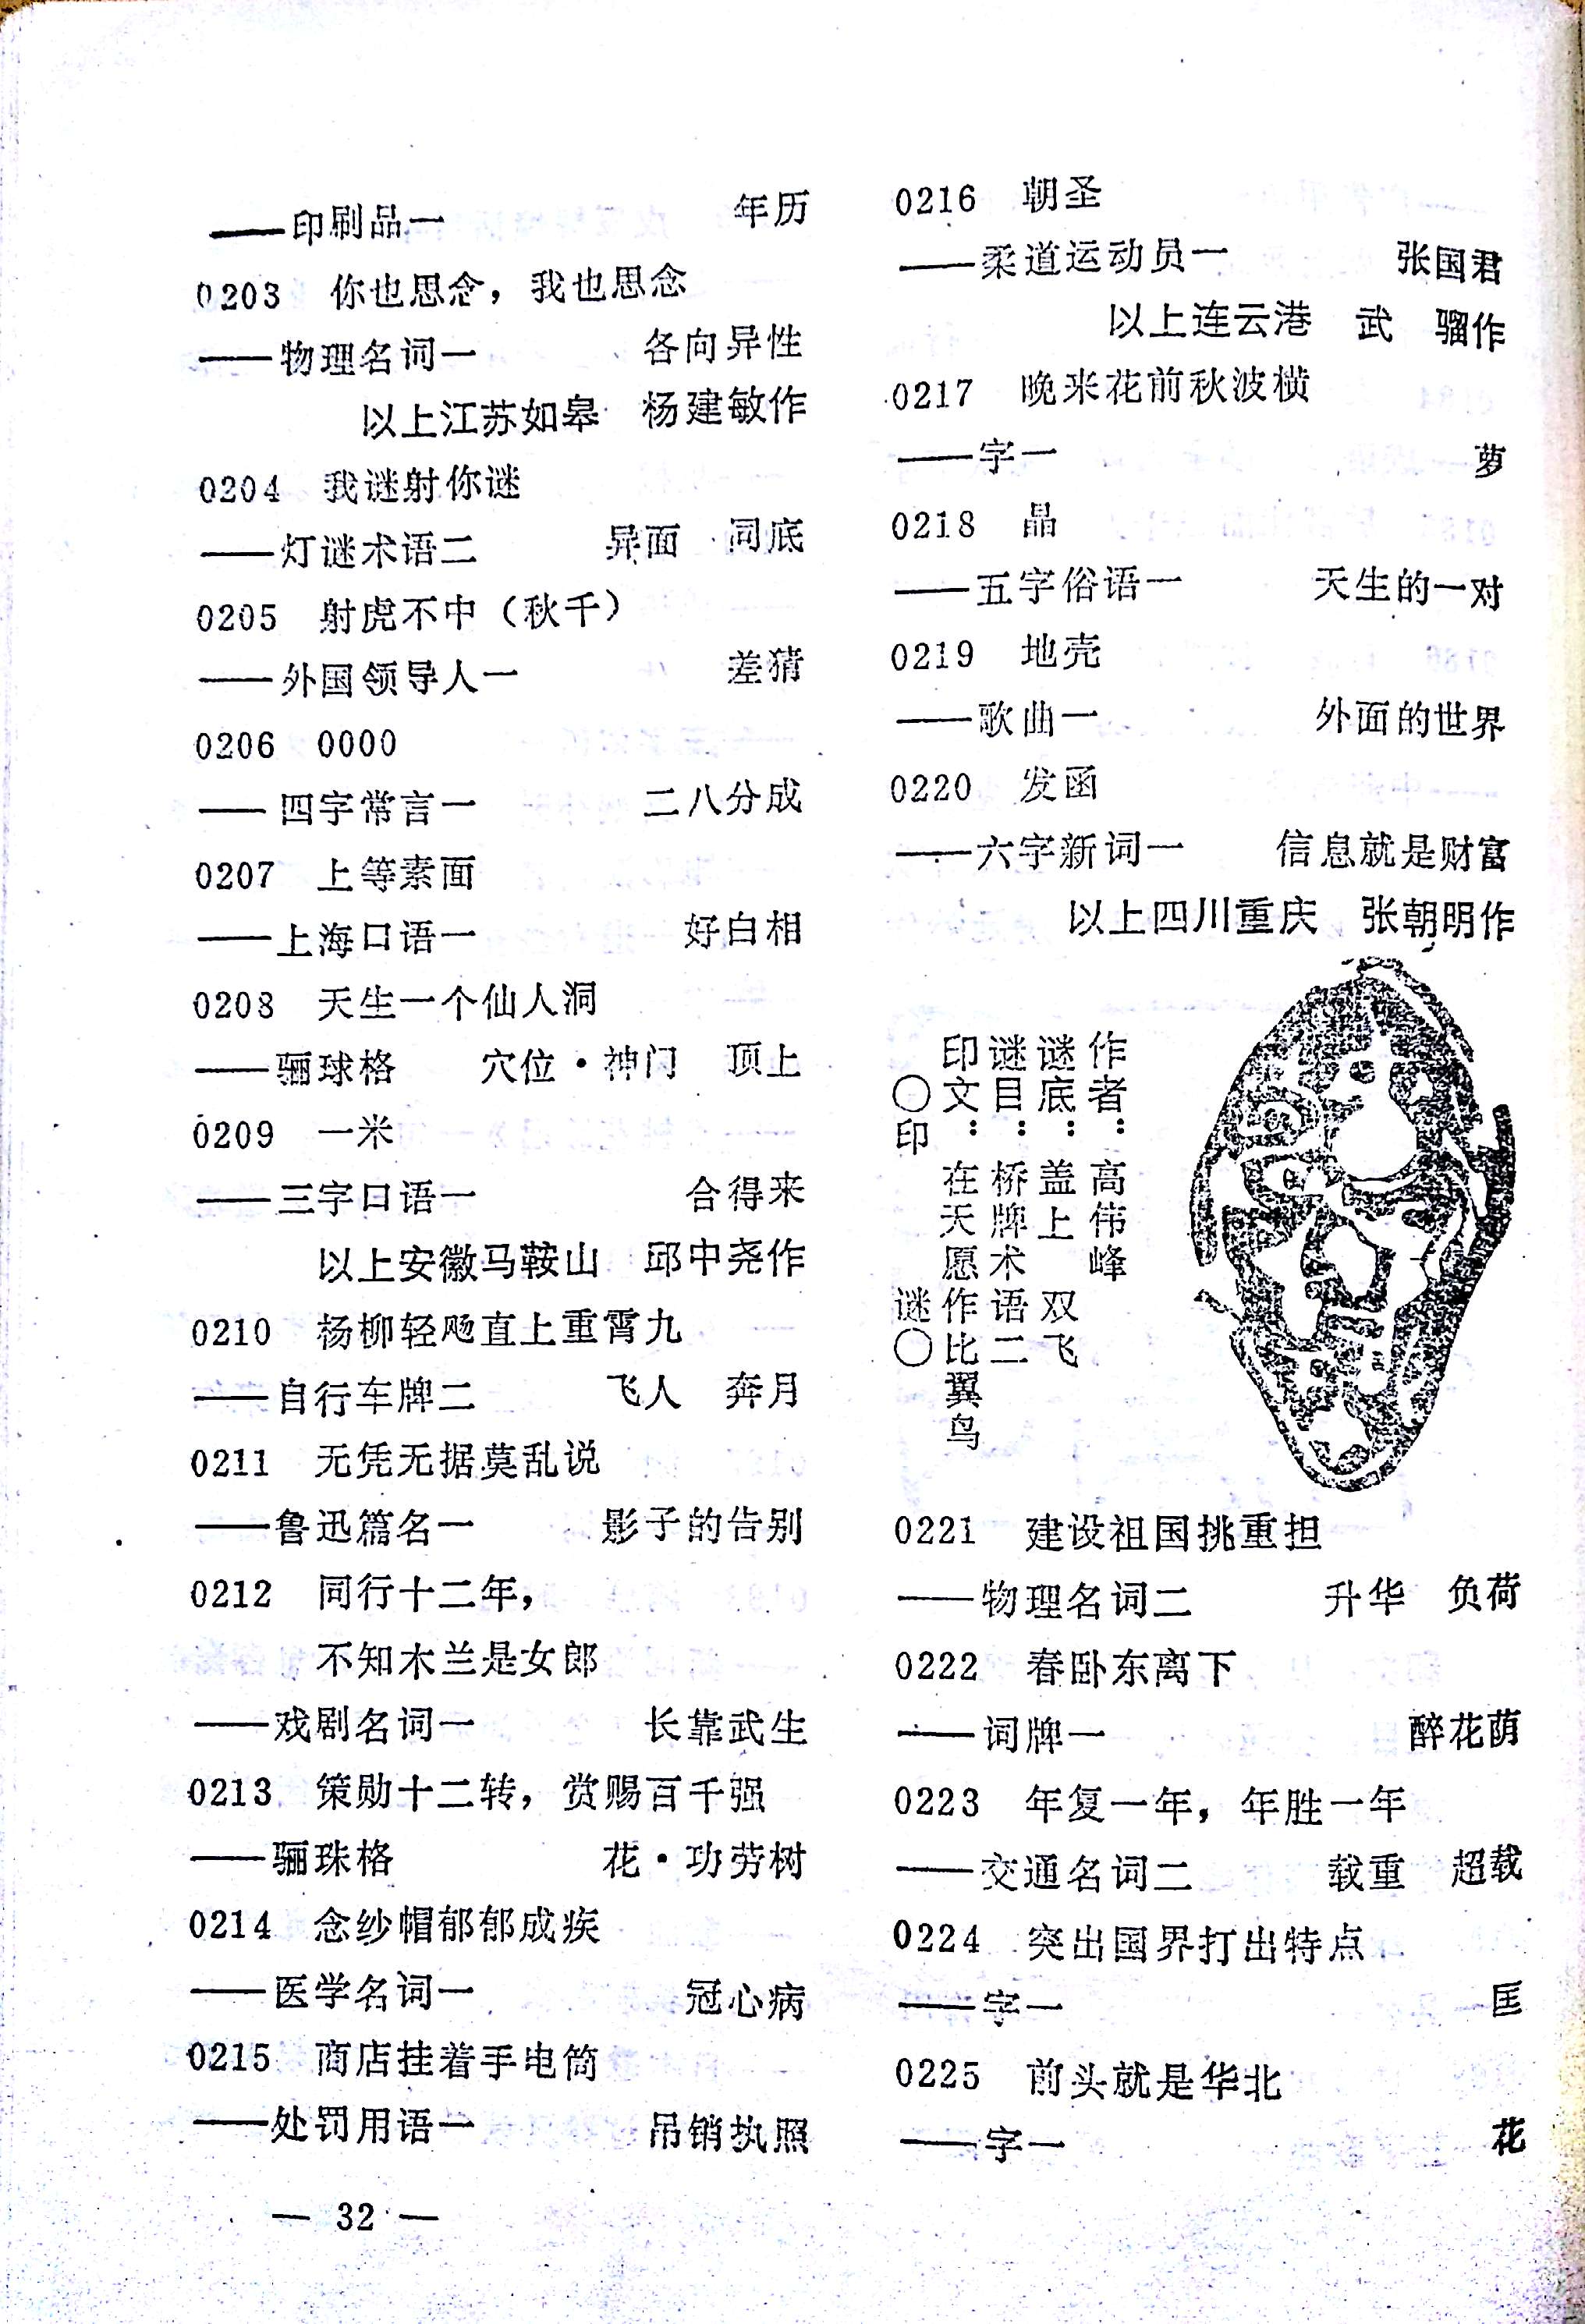 ——印刷品一 年历
0203 你也思念，我也思念
——物理名词一 各向异性
以上江苏如皋 杨建敏作
0204 我谜射你谜
——灯谜术语二 异面 同底
0205 射虎不中（秋千）
——外国领导人一 差猜
0206 0000
——四字常言一 二八分成
0207 上等素面
——上海口语一 好白相
0208 天生一个仙人洞
——骊球格 穴位·神门 顶上
0209 一米
——三字口语一 合得来
以上安徽马鞍山 邱中尧作
0210 杨柳轻飏直上重霄九
——自行车牌二 飞人 奔月
0211 无凭无据莫乱说
——鲁迅篇名一 影子的告别
0212 同行十二年，
不知木兰是女郎
——戏剧名词一 长靠武生
0213 策勋十二转，赏赐百千强
——骊珠格 花·功劳树
0214 念纱帽郁郁成疾
——医学名词一 冠心病
0215 商店挂着手电筒
——处罚用语一 吊销执照
— 32 —
0216 朝圣
——柔道运动员一 张国君
以上连云港 武 骝作
0217 晚来花前秋波横
——字一 萝
0218 晶
——五字俗语一 天生的一对
0219 地壳
——歌曲一 外面的世界
0220 发函
——六字新词一 信息就是财富
以上四川重庆 张朝明作
〇印 谜〇
印文：在天愿作比翼鸟
谜目：桥牌术语二
谜底：盖上 双飞
作者：高伟峰
0221 建设祖国挑重担
——物理名词二 升华 负荷
0222 春卧东离下
——词牌一 醉花荫
0223 年复一年，年胜一年
——交通名词二 载重 超载
0224 突出国界打出特点
——字一 匡
0225 前头就是华北
——字一 花